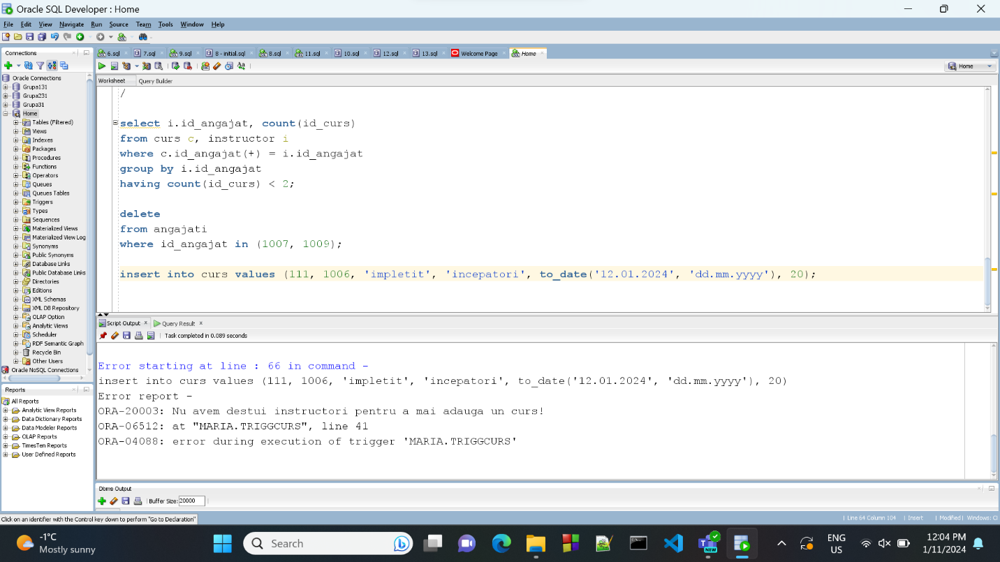 Oracle SQL Developer : Home
File Edit View Navigate Run Source Team Tools Window Help
Connections
6.sql 7.sql 9.sql 8 - initial.sql 8.sql 11.sql 10.sql 12.sql 13.sql Welcome Page Home
Home
Worksheet Query Builder
Oracle Connections
Grupa131
Grupa231
Grupa31
Home
Tables (Filtered)
Views
Indexes
Packages
Procedures
Functions
Operators
Queues
Queues Tables
Triggers
Types
Sequences
Materialized Views
Materialized View Log
Synonyms
Public Synonyms
Database Links
Public Database Links
Directories
Editions
XML Schemas
XML DB Repository
OLAP Option
Analytic Views
Scheduler
RDF Semantic Graph
Recycle Bin
Other Users
Oracle NoSQL Connections
Reports
All Reports
Analytic View Reports
Data Dictionary Reports
Data Modeler Reports
OLAP Reports
TimesTen Reports
User Defined Reports
/
select i.id_angajat, count(id_curs)
from curs c, instructor i
where c.id_angajat(+) = i.id_angajat
group by i.id_angajat
having count(id_curs) < 2;
delete
from angajati
where id_angajat in (1007, 1009);
insert into curs values (111, 1006, 'impletit', 'incepatori', to_date('12.01.2024', 'dd.mm.yyyy'), 20);
Script Output Query Result
Task completed in 0.089 seconds
Error starting at line : 66 in command -
insert into curs values (111, 1006, 'impletit', 'incepatori', to_date('12.01.2024', 'dd.mm.yyyy'), 20)
Error report -
ORA-20003: Nu avem destui instructori pentru a mai adauga un curs!
ORA-06512: at "MARIA.TRIGGCURS", line 41
ORA-04088: error during execution of trigger 'MARIA.TRIGGCURS'
Dbms Output
Buffer Size: 20000
Click on an identifier with the Control key down to perform "Go to Declaration"
Line 64 Column 104 Insert Modified Windows: Cl
-1°C
Mostly sunny
Search
NEW
ENG
US
12:04 PM
1/11/2024